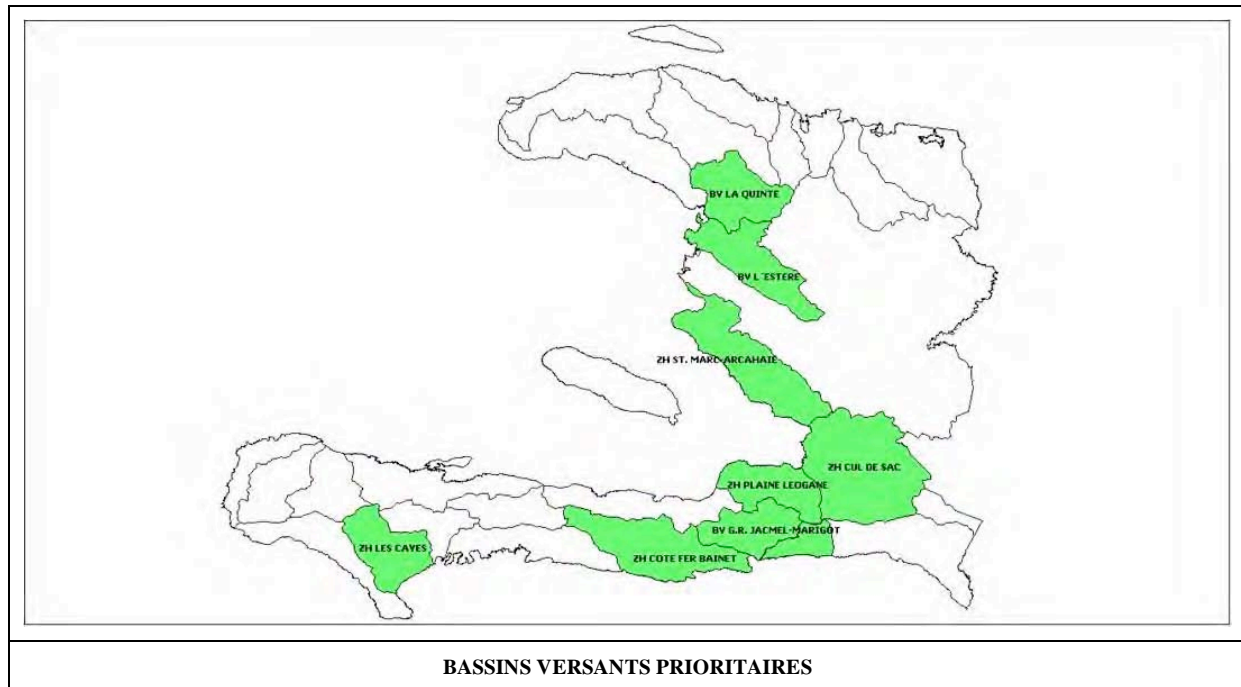 BV LA QUINTE
BV L'ESTERE
ZH ST. MARC-ARCAHAIE
ZH CUL DE SAC
ZH PLAINE LEOGANE
BV G.R. JACMEL-MARIGOT
ZH LES CAYES
ZH COTE FER BAINET
BASSINS VERSANTS PRIORITAIRES